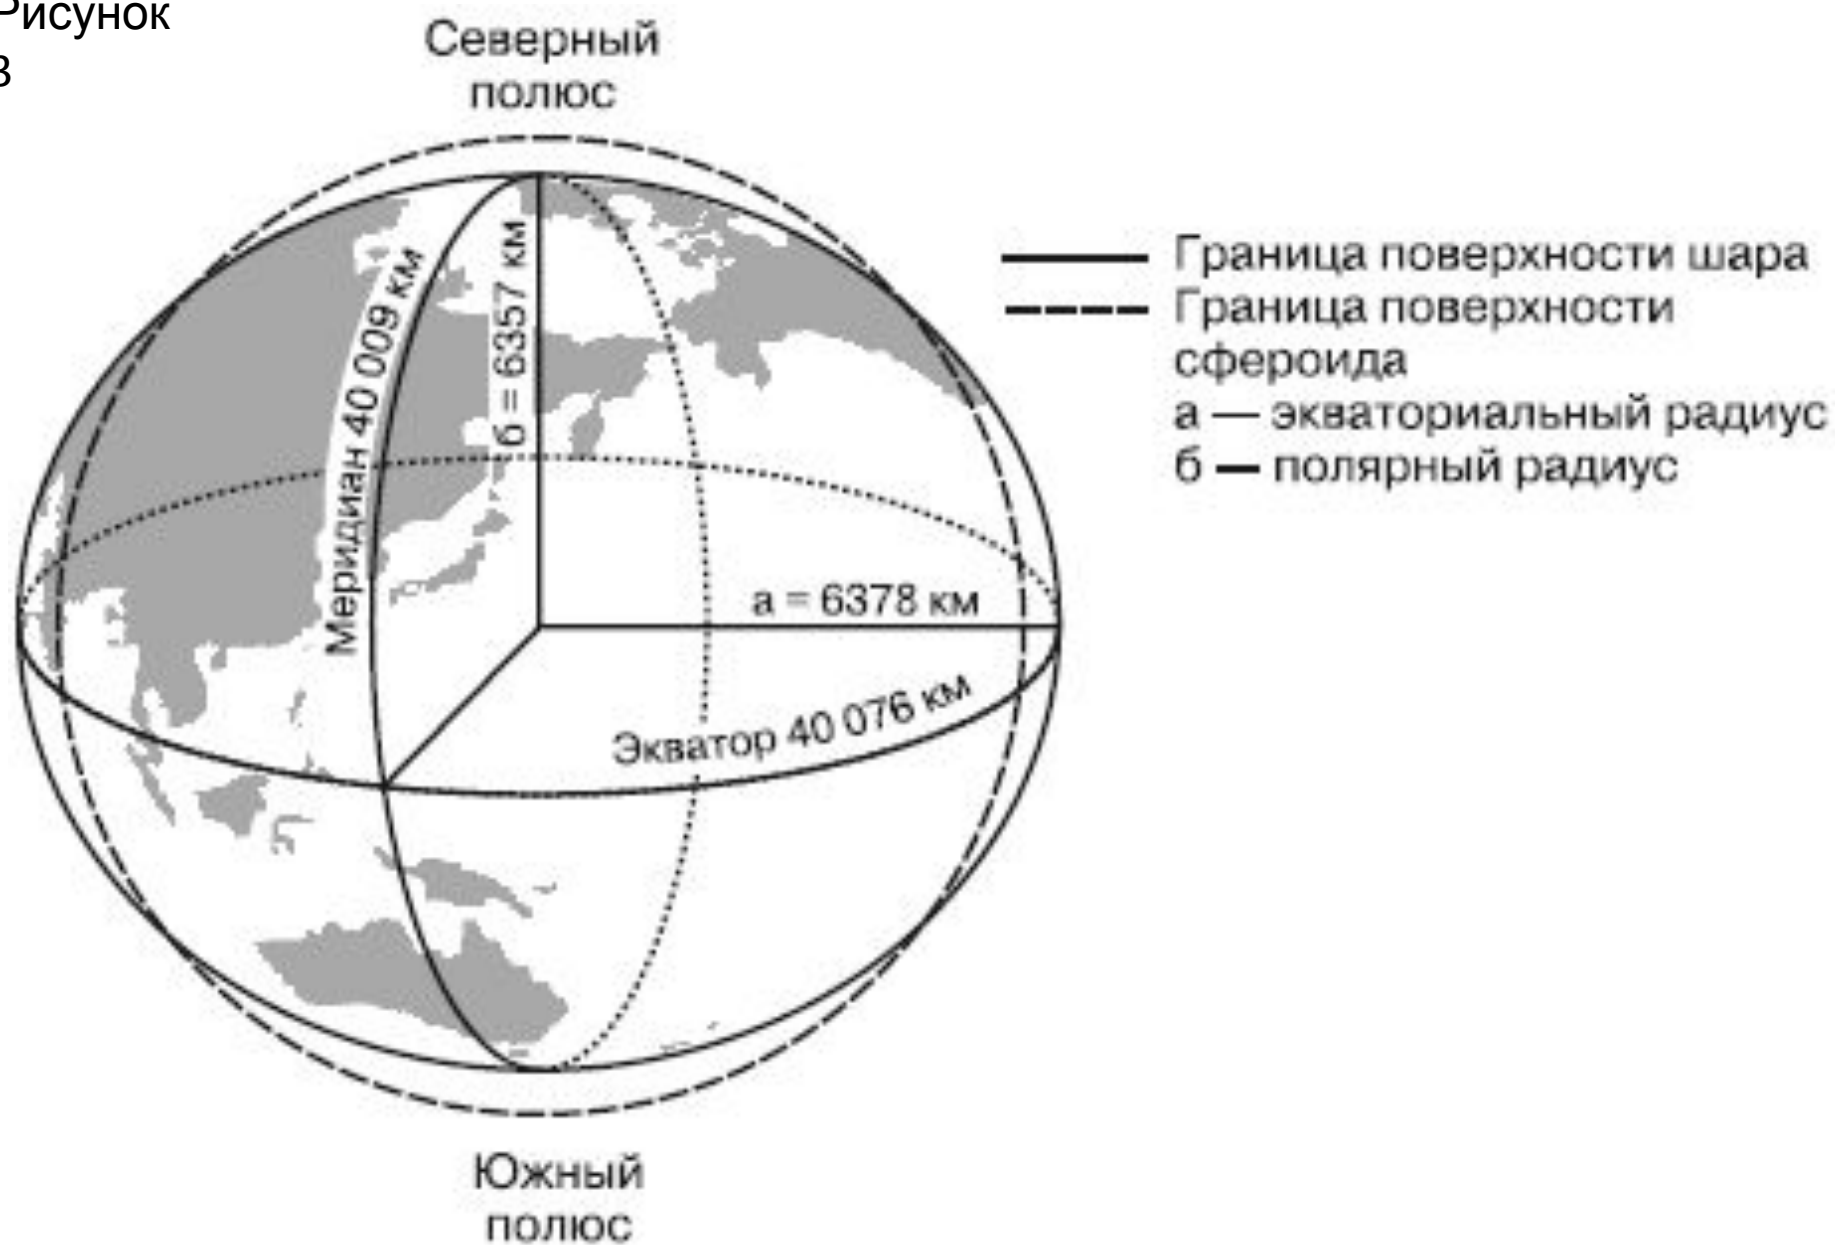 Рисунок
3
Северный
полюс
Меридиан 40 009 км
б = 6357 км
а = 6378 км
Экватор 40 076 км
Южный
полюс
Граница поверхности шара
Граница поверхности
сфероида
а — экваториальный радиус
б — полярный радиус